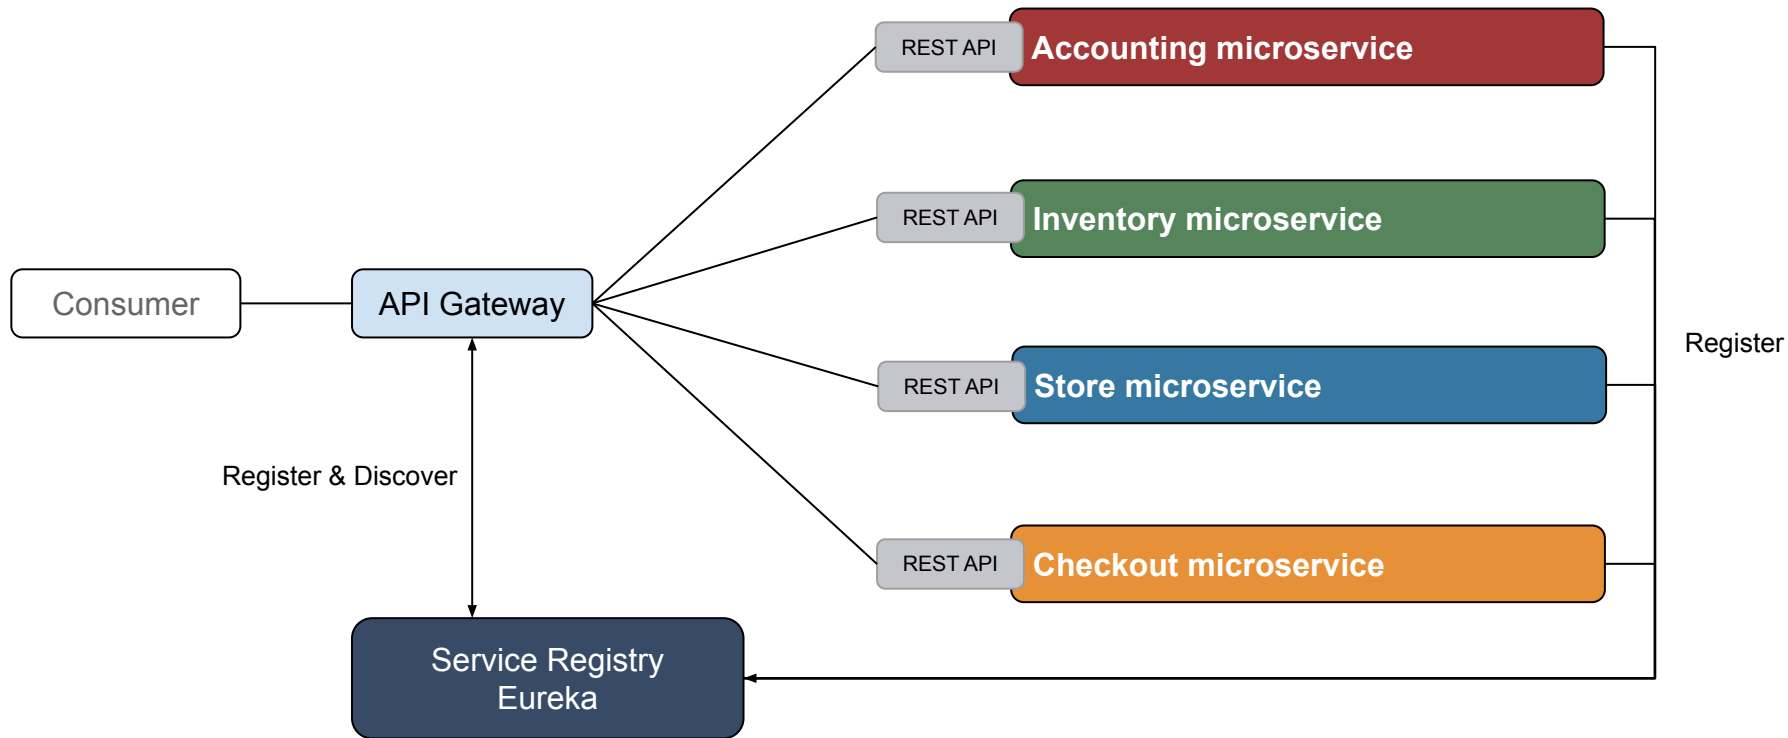 REST API
Accounting microservice
REST API
Inventory microservice
Consumer
API Gateway
Register
REST API
Store microservice
Register & Discover
REST API
Checkout microservice
Service Registry
Eureka